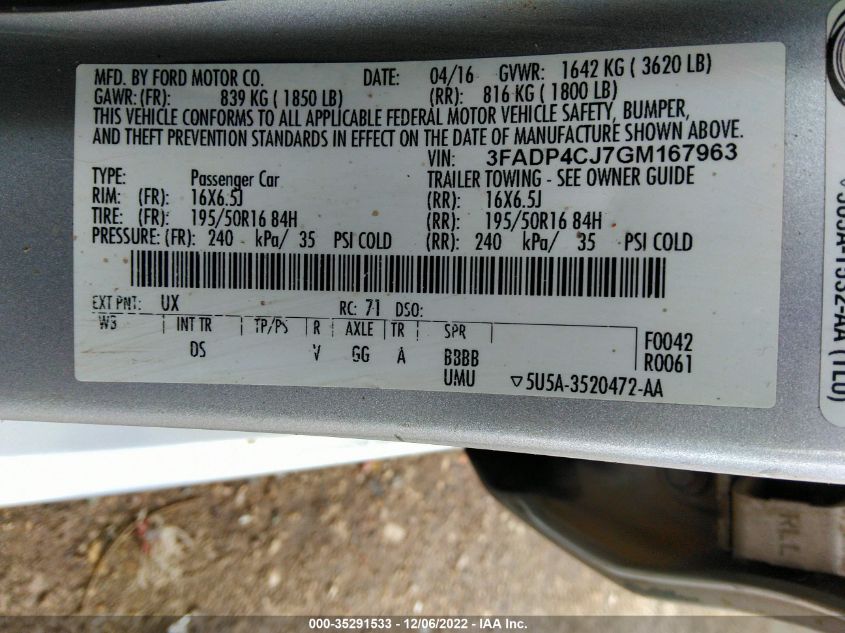 MFD. BY FORD MOTOR CO. DATE: 04/16 GVWR: 1642 KG ( 3620 LB)
GAWR: (FR): 839 KG ( 1850 LB) (RR): 816 KG ( 1800 LB)
THIS VEHICLE CONFORMS TO ALL APPLICABLE FEDERAL MOTOR VEHICLE SAFETY, BUMPER,
AND THEFT PREVENTION STANDARDS IN EFFECT ON THE DATE OF MANUFACTURE SHOWN ABOVE.
VIN: 3FADP4CJ7GM167963
TYPE: Passenger Car TRAILER TOWING - SEE OWNER GUIDE
RIM: (FR): 16X6.5J (RR): 16X6.5J
TIRE: (FR): 195/50R16 84H (RR): 195/50R16 84H
PRESSURE: (FR): 240 kPa/ 35 PSI COLD (RR): 240 kPa/ 35 PSI COLD
EXT PNT: UX RC: 71 DSO:
WB INT TR TP/PS R AXLE TR SPR F0042
DS V GG A BBBB R0061
UMU ▽5U5A-3520472-AA
000-35291533 - 12/06/2022 - IAA Inc.